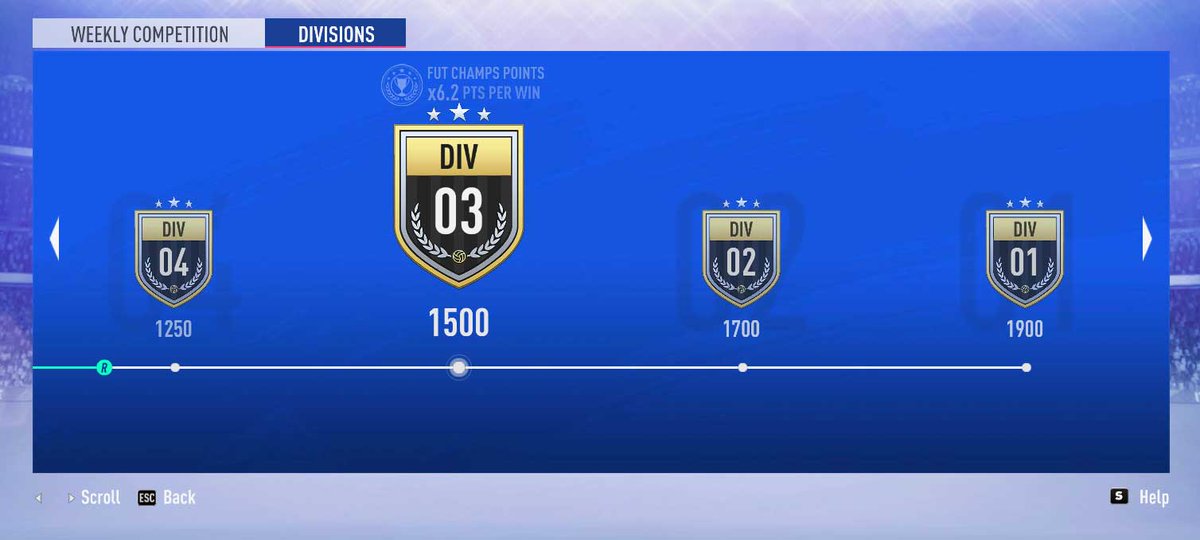 WEEKLY COMPETITION
DIVISIONS
FUT CHAMPS POINTS
x6.2 PTS PER WIN
DIV
03
1500
DIV
04
1250
DIV
02
1700
DIV
01
1900
R
Scroll
ESC Back
S Help